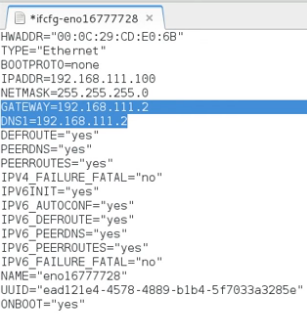 *ifcfg-eno16777728 ×
HWADDR="00:0C:29:CD:E0:6B"
TYPE="Ethernet"
BOOTPROTO=none
IPADDR=192.168.111.100
NETMASK=255.255.255.0
GATEWAY=192.168.111.2
DNS1=192.168.111.2
DEFROUTE="yes"
PEERDNS="yes"
PEERROUTES="yes"
IPV4_FAILURE_FATAL="no"
IPV6INIT="yes"
IPV6_AUTOCONF="yes"
IPV6_DEFROUTE="yes"
IPV6_PEERDNS="yes"
IPV6_PEERROUTES="yes"
IPV6_FAILURE_FATAL="no"
NAME="eno16777728"
UUID="ead121e4-4578-4889-b1b4-5f7033a3285e"
ONBOOT="yes"